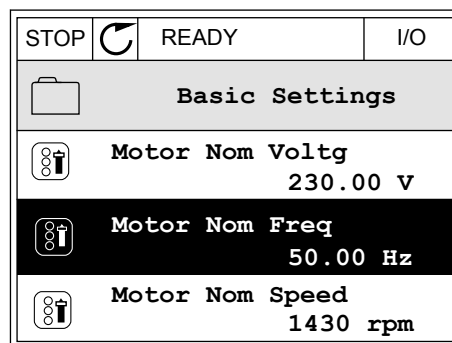 STOP READY I/O
Basic Settings
Motor Nom Voltg
230.00 V
Motor Nom Freq
50.00 Hz
Motor Nom Speed
1430 rpm